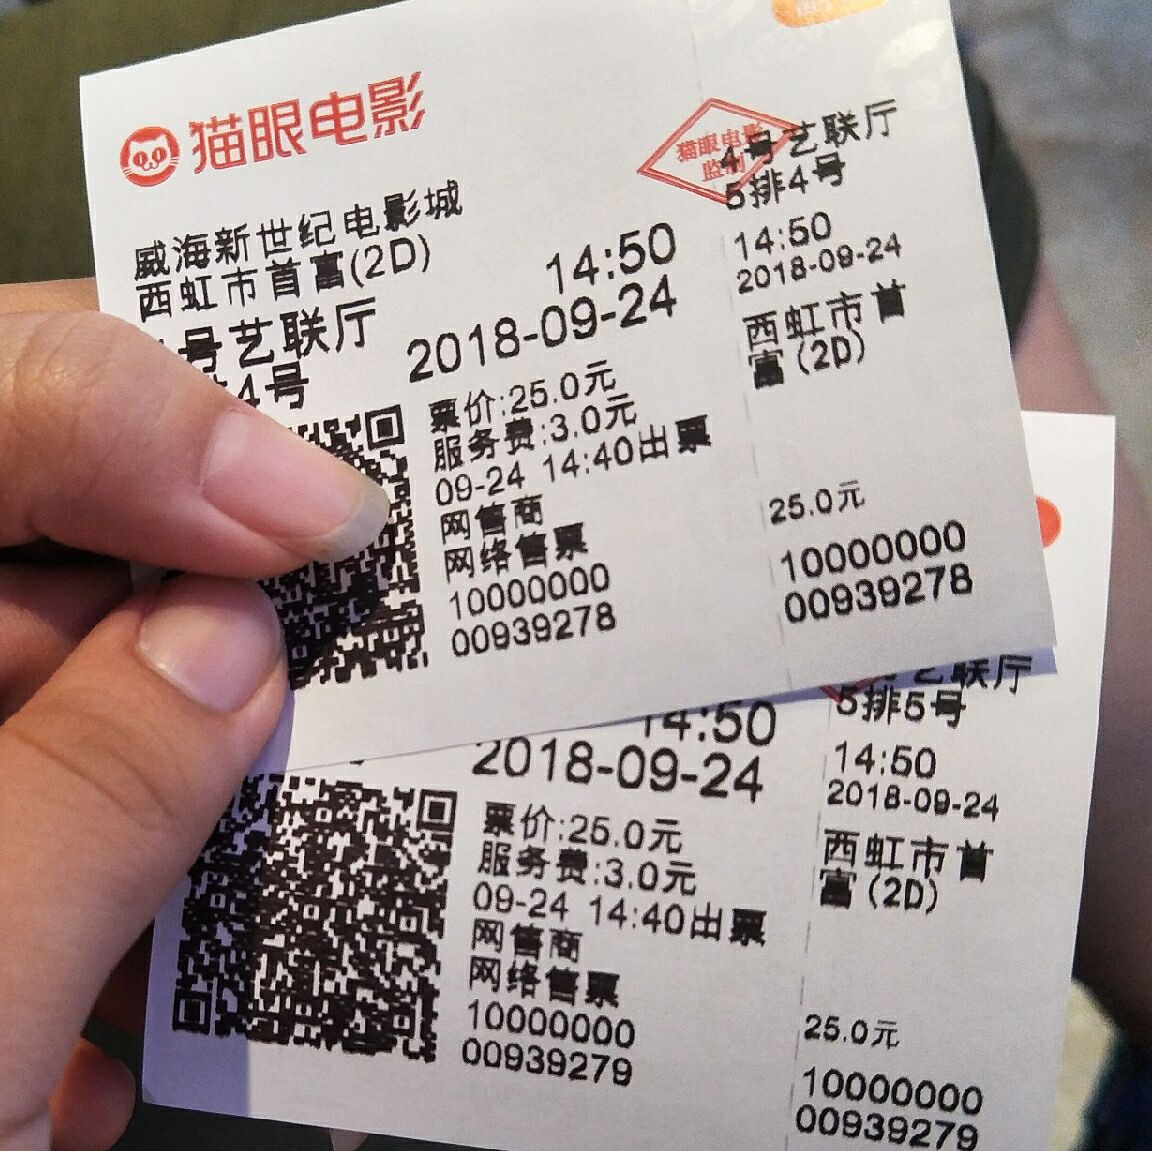 猫眼电影
威海新世纪电影城
西虹市首富(2D)
14:50
号艺联厅
2018-09-24
4号
票价:25.0元
服务费:3.0元
09-24 14:40出票
网售商
网络售票
10000000
00939278
猫眼电影
监制
4号艺联厅
5排4号
14:50
2018-09-24
西虹市首
富(2D)
25.0元
10000000
00939278
14:50
2018-09-24
票价:25.0元
服务费:3.0元
09-24 14:40出票
网售商
网络售票
10000000
00939279
艺联厅
5排5号
14:50
2018-09-24
西虹市首
富(2D)
25.0元
10000000
00939279